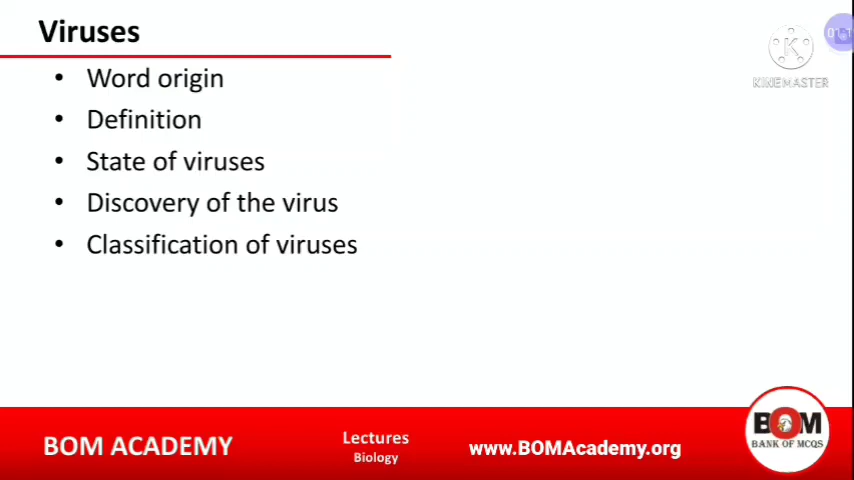 Viruses
• Word origin
• Definition
• State of viruses
• Discovery of the virus
• Classification of viruses
K
KINEMASTER
BOM ACADEMY
Lectures
Biology
www.BOMAcademy.org
BOM
BANK OF MCQS